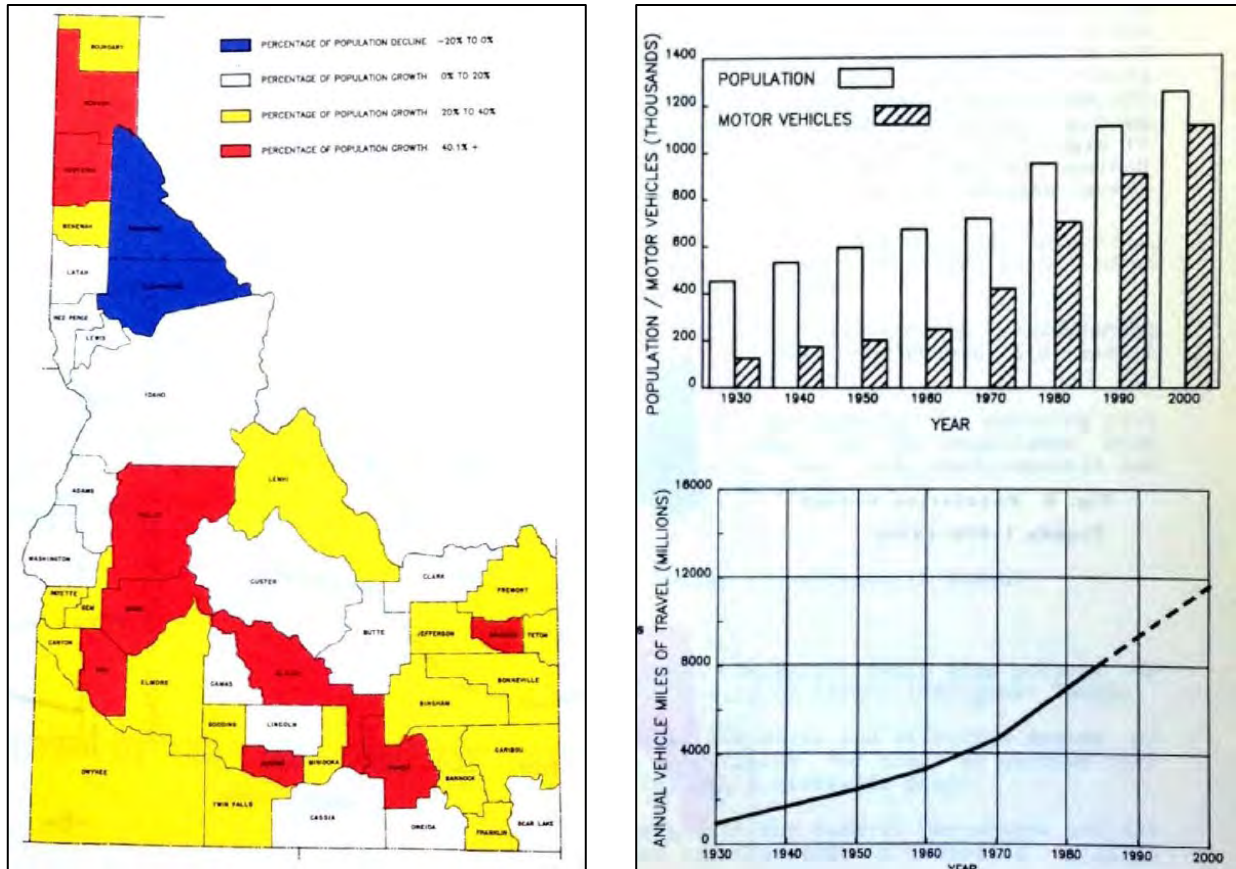 BOUNDARY
PERCENTAGE OF POPULATION DECLINE -20% TO 0%
PERCENTAGE OF POPULATION GROWTH 0% TO 20%
PERCENTAGE OF POPULATION GROWTH 20% TO 40%
PERCENTAGE OF POPULATION GROWTH 40.1% +
BENEWAH
LATAH
NEZ PERCE
LEWIS
IDAHO
LEMHI
ADAMS
VALLEY
WASHINGTON
CUSTER
CLARK
FREMONT
PAYETTE
GEM
BOISE
BUTTE
JEFFERSON
MADISON
TETON
CANYON
ADA
ELMORE
CAMAS
BLAINE
BONNEVILLE
BINGHAM
GOODING
LINCOLN
CARIBOU
OWYHEE
JEROME
MINIDOKA
POWER
BANNOCK
TWIN FALLS
CASSIA
ONEIDA
FRANKLIN
BEAR LAKE
POPULATION / MOTOR VEHICLES (THOUSANDS)
1400
1200
1000
800
600
400
200
0
POPULATION
MOTOR VEHICLES
1930 1940 1950 1960 1970 1980 1990 2000
YEAR
ANNUAL VEHICLE MILES OF TRAVEL (MILLIONS)
16000
12000
8000
4000
0
1930 1940 1950 1960 1970 1980 1990 2000
YEAR